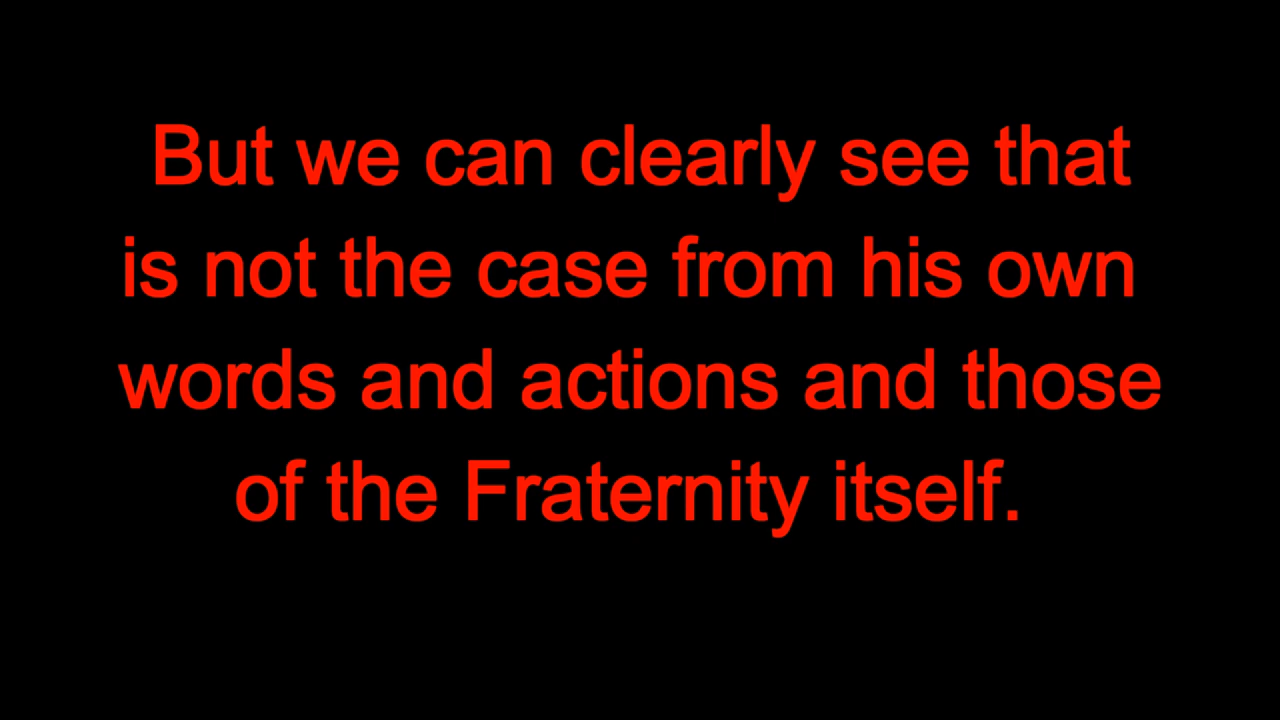 But we can clearly see that
is not the case from his own
words and actions and those
of the Fraternity itself.